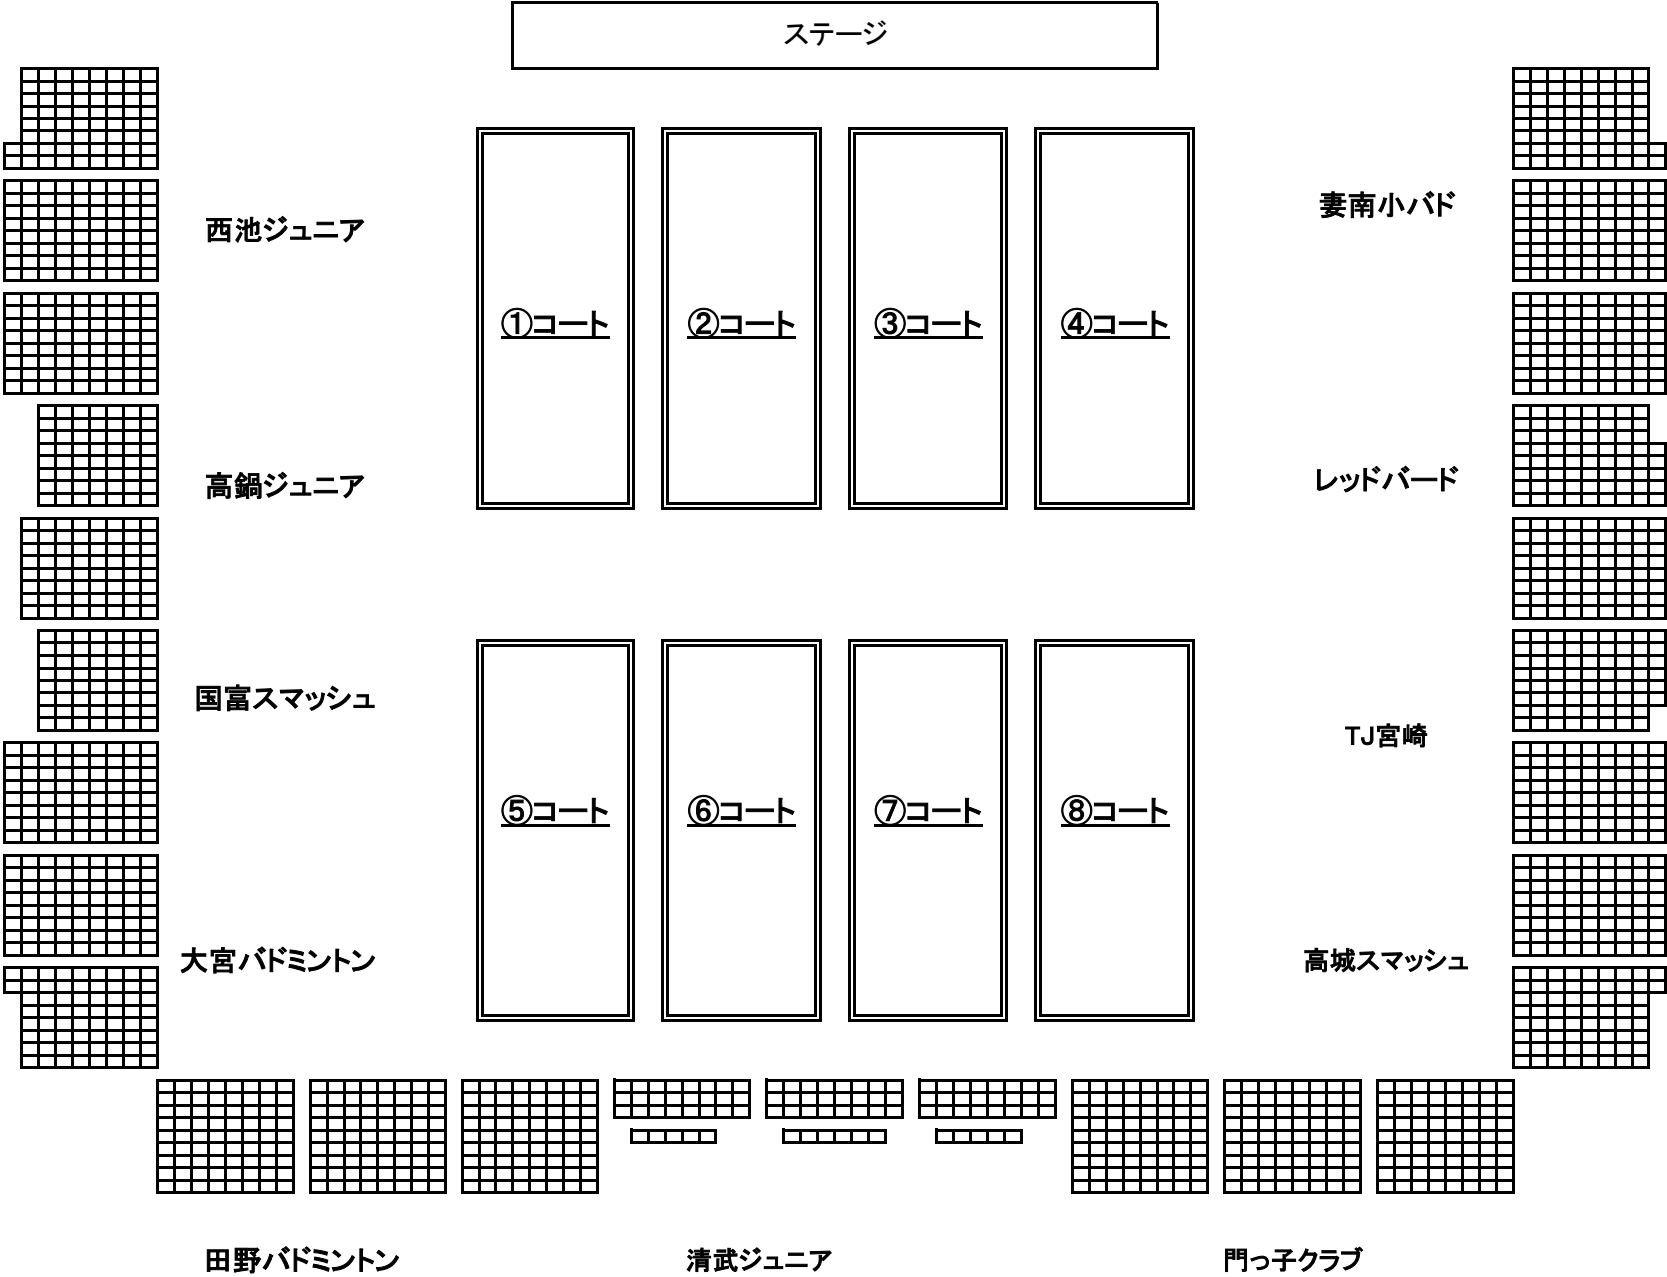 ステージ
西池ジュニア
妻南小バド
①コート
②コート
③コート
④コート
高鍋ジュニア
レッドバード
国富スマッシュ
TJ宮崎
⑤コート
⑥コート
⑦コート
⑧コート
大宮バドミントン
高城スマッシュ
田野バドミントン
清武ジュニア
門っ子クラブ